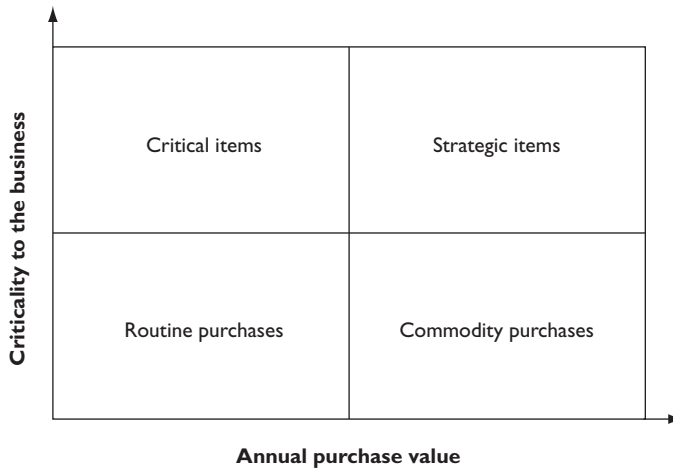 Criticality to the business
Critical items
Strategic items
Routine purchases
Commodity purchases
Annual purchase value